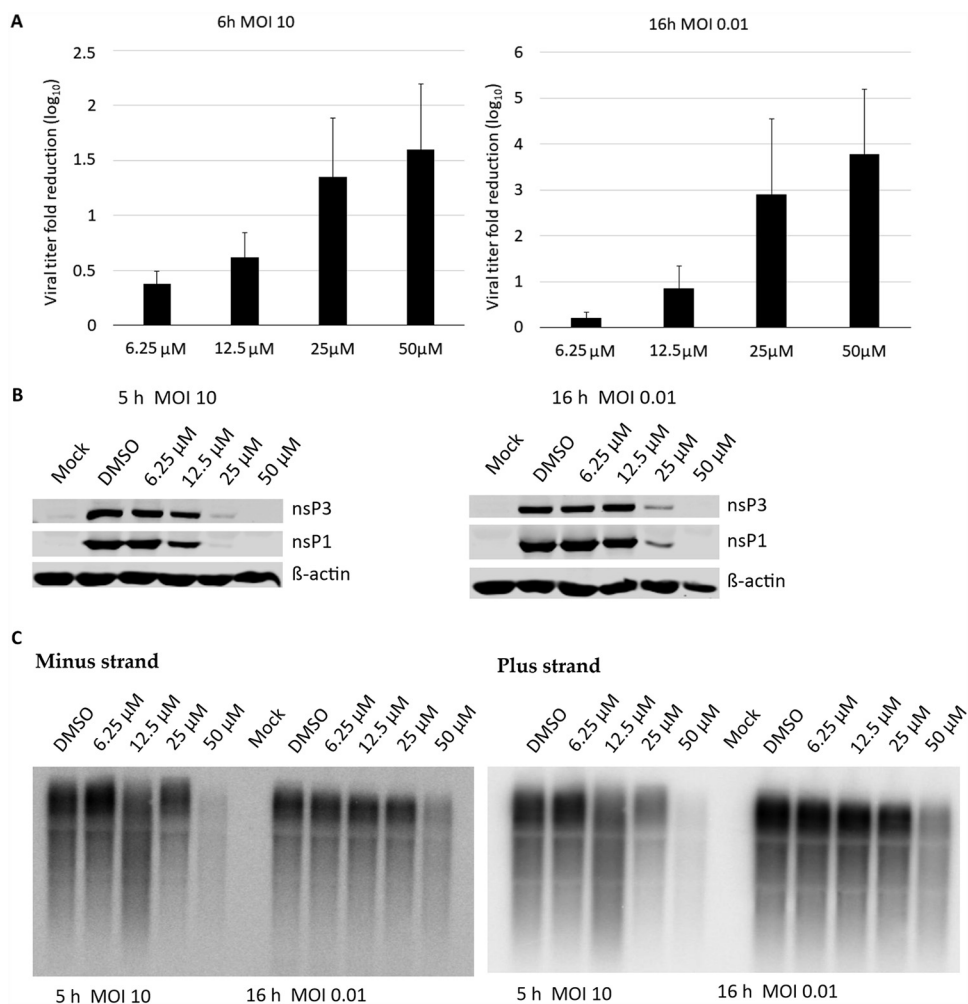 A
6h MOI 10
Viral titer fold reduction (log10)
2.5
2
1.5
1
0.5
0
6.25 µM
12.5 µM
25µM
50µM
16h MOI 0.01
Viral titer fold reduction (log10)
6
5
4
3
2
1
0
6.25 µM
12.5µM
25µM
50µM
B
5 h MOI 10
Mock
DMSO
6.25 µM
12.5 µM
25 µM
50 µM
nsP3
nsP1
ß-actin
16 h MOI 0.01
Mock
DMSO
6.25 µM
12.5 µM
25 µM
50 µM
nsP3
nsP1
ß-actin
C
Minus strand
DMSO
6.25 µM
12.5 µM
25 µM
50 µM
Mock
DMSO
6.25 µM
12.5 µM
25 µM
50 µM
5 h MOI 10
16 h MOI 0.01
Plus strand
DMSO
6.25 µM
12.5 µM
25 µM
50 µM
Mock
DMSO
6.25 µM
12.5 µM
25 µM
50 µM
5 h MOI 10
16 h MOI 0.01